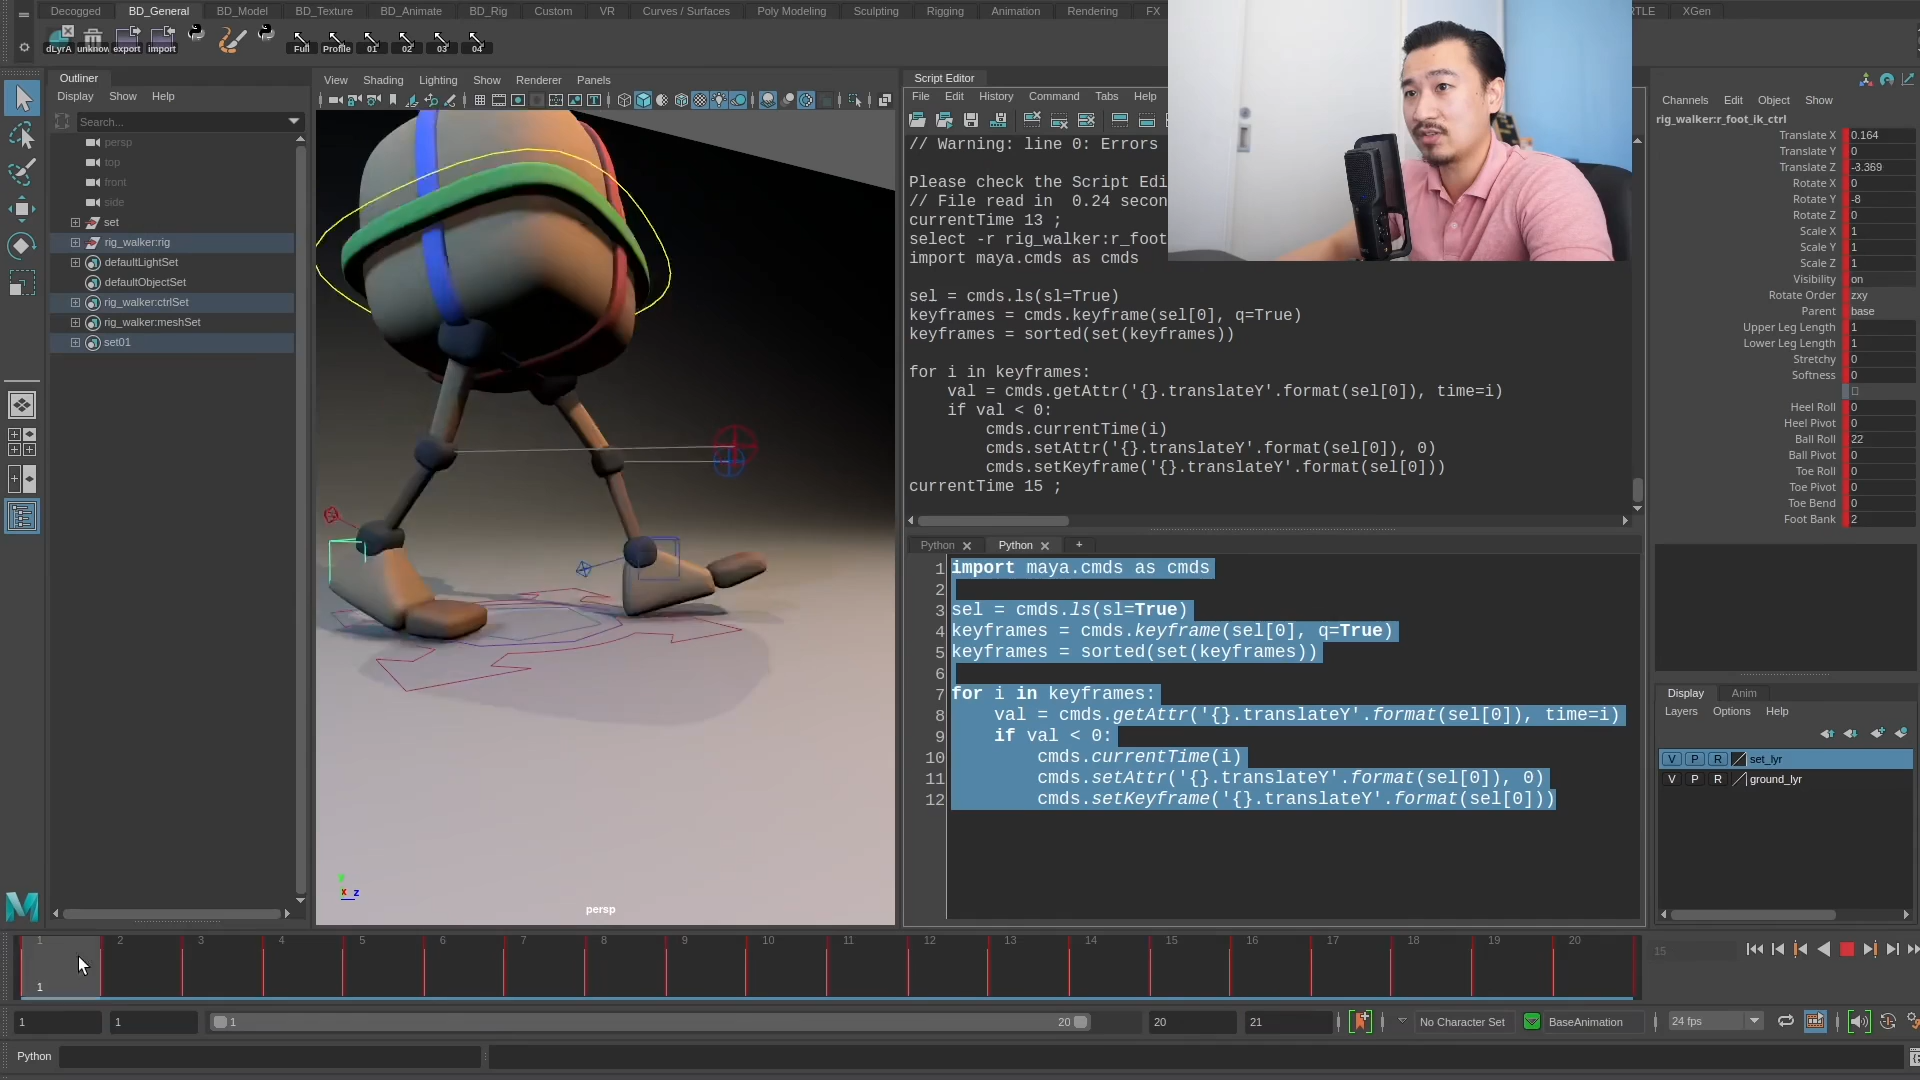 Decogged BD_General BD_Model BD_Texture BD_Animate BD_Rig Custom VR Curves / Surfaces Poly Modeling Sculpting Rigging Animation Rendering FX
XGen
dLyrA unknow export import Full Profile 01 02 03 04
Outliner
Display Show Help
Search...
persp
top
front
side
set
rig_walker:rig
defaultLightSet
defaultObjectSet
rig_walker:ctrlSet
rig_walker:meshSet
set01
View Shading Lighting Show Renderer Panels
x z
persp
Script Editor
File Edit History Command Tabs Help
// Warning: line 0: Errors
Please check the Script Edi
// File read in 0.24 secon
currentTime 13 ;
select -r rig_walker:r_foot
import maya.cmds as cmds
sel = cmds.ls(sl=True)
keyframes = cmds.keyframe(sel[0], q=True)
keyframes = sorted(set(keyframes))
for i in keyframes:
val = cmds.getAttr('{}.translateY'.format(sel[0]), time=i)
if val < 0:
cmds.currentTime(i)
cmds.setAttr('{}.translateY'.format(sel[0]), 0)
cmds.setKeyframe('{}.translateY'.format(sel[0]))
currentTime 15 ;
Python Python +
1 import maya.cmds as cmds
2
3 sel = cmds.ls(sl=True)
4 keyframes = cmds.keyframe(sel[0], q=True)
5 keyframes = sorted(set(keyframes))
6
7 for i in keyframes:
8 val = cmds.getAttr('{}.translateY'.format(sel[0]), time=i)
9 if val < 0:
10 cmds.currentTime(i)
11 cmds.setAttr('{}.translateY'.format(sel[0]), 0)
12 cmds.setKeyframe('{}.translateY'.format(sel[0]))
Channels Edit Object Show
rig_walker:r_foot_ik_ctrl
Translate X 0.164
Translate Y 0
Translate Z -3.369
Rotate X 0
Rotate Y -8
Rotate Z 0
Scale X 1
Scale Y 1
Scale Z 1
Visibility on
Rotate Order zxy
Parent base
Upper Leg Length 1
Lower Leg Length 1
Stretchy 0
Softness 0
Heel Roll 0
Heel Pivot 0
Ball Roll 22
Ball Pivot 0
Toe Roll 0
Toe Pivot 0
Toe Bend 0
Foot Bank 2
Display Anim
Layers Options Help
V P R set_lyr
V P R ground_lyr
1 2 3 4 5 6 7 8 9 10 11 12 13 14 15 16 17 18 19 20
1
15
1 1 1 20 20 21 No Character Set BaseAnimation 24 fps
Python